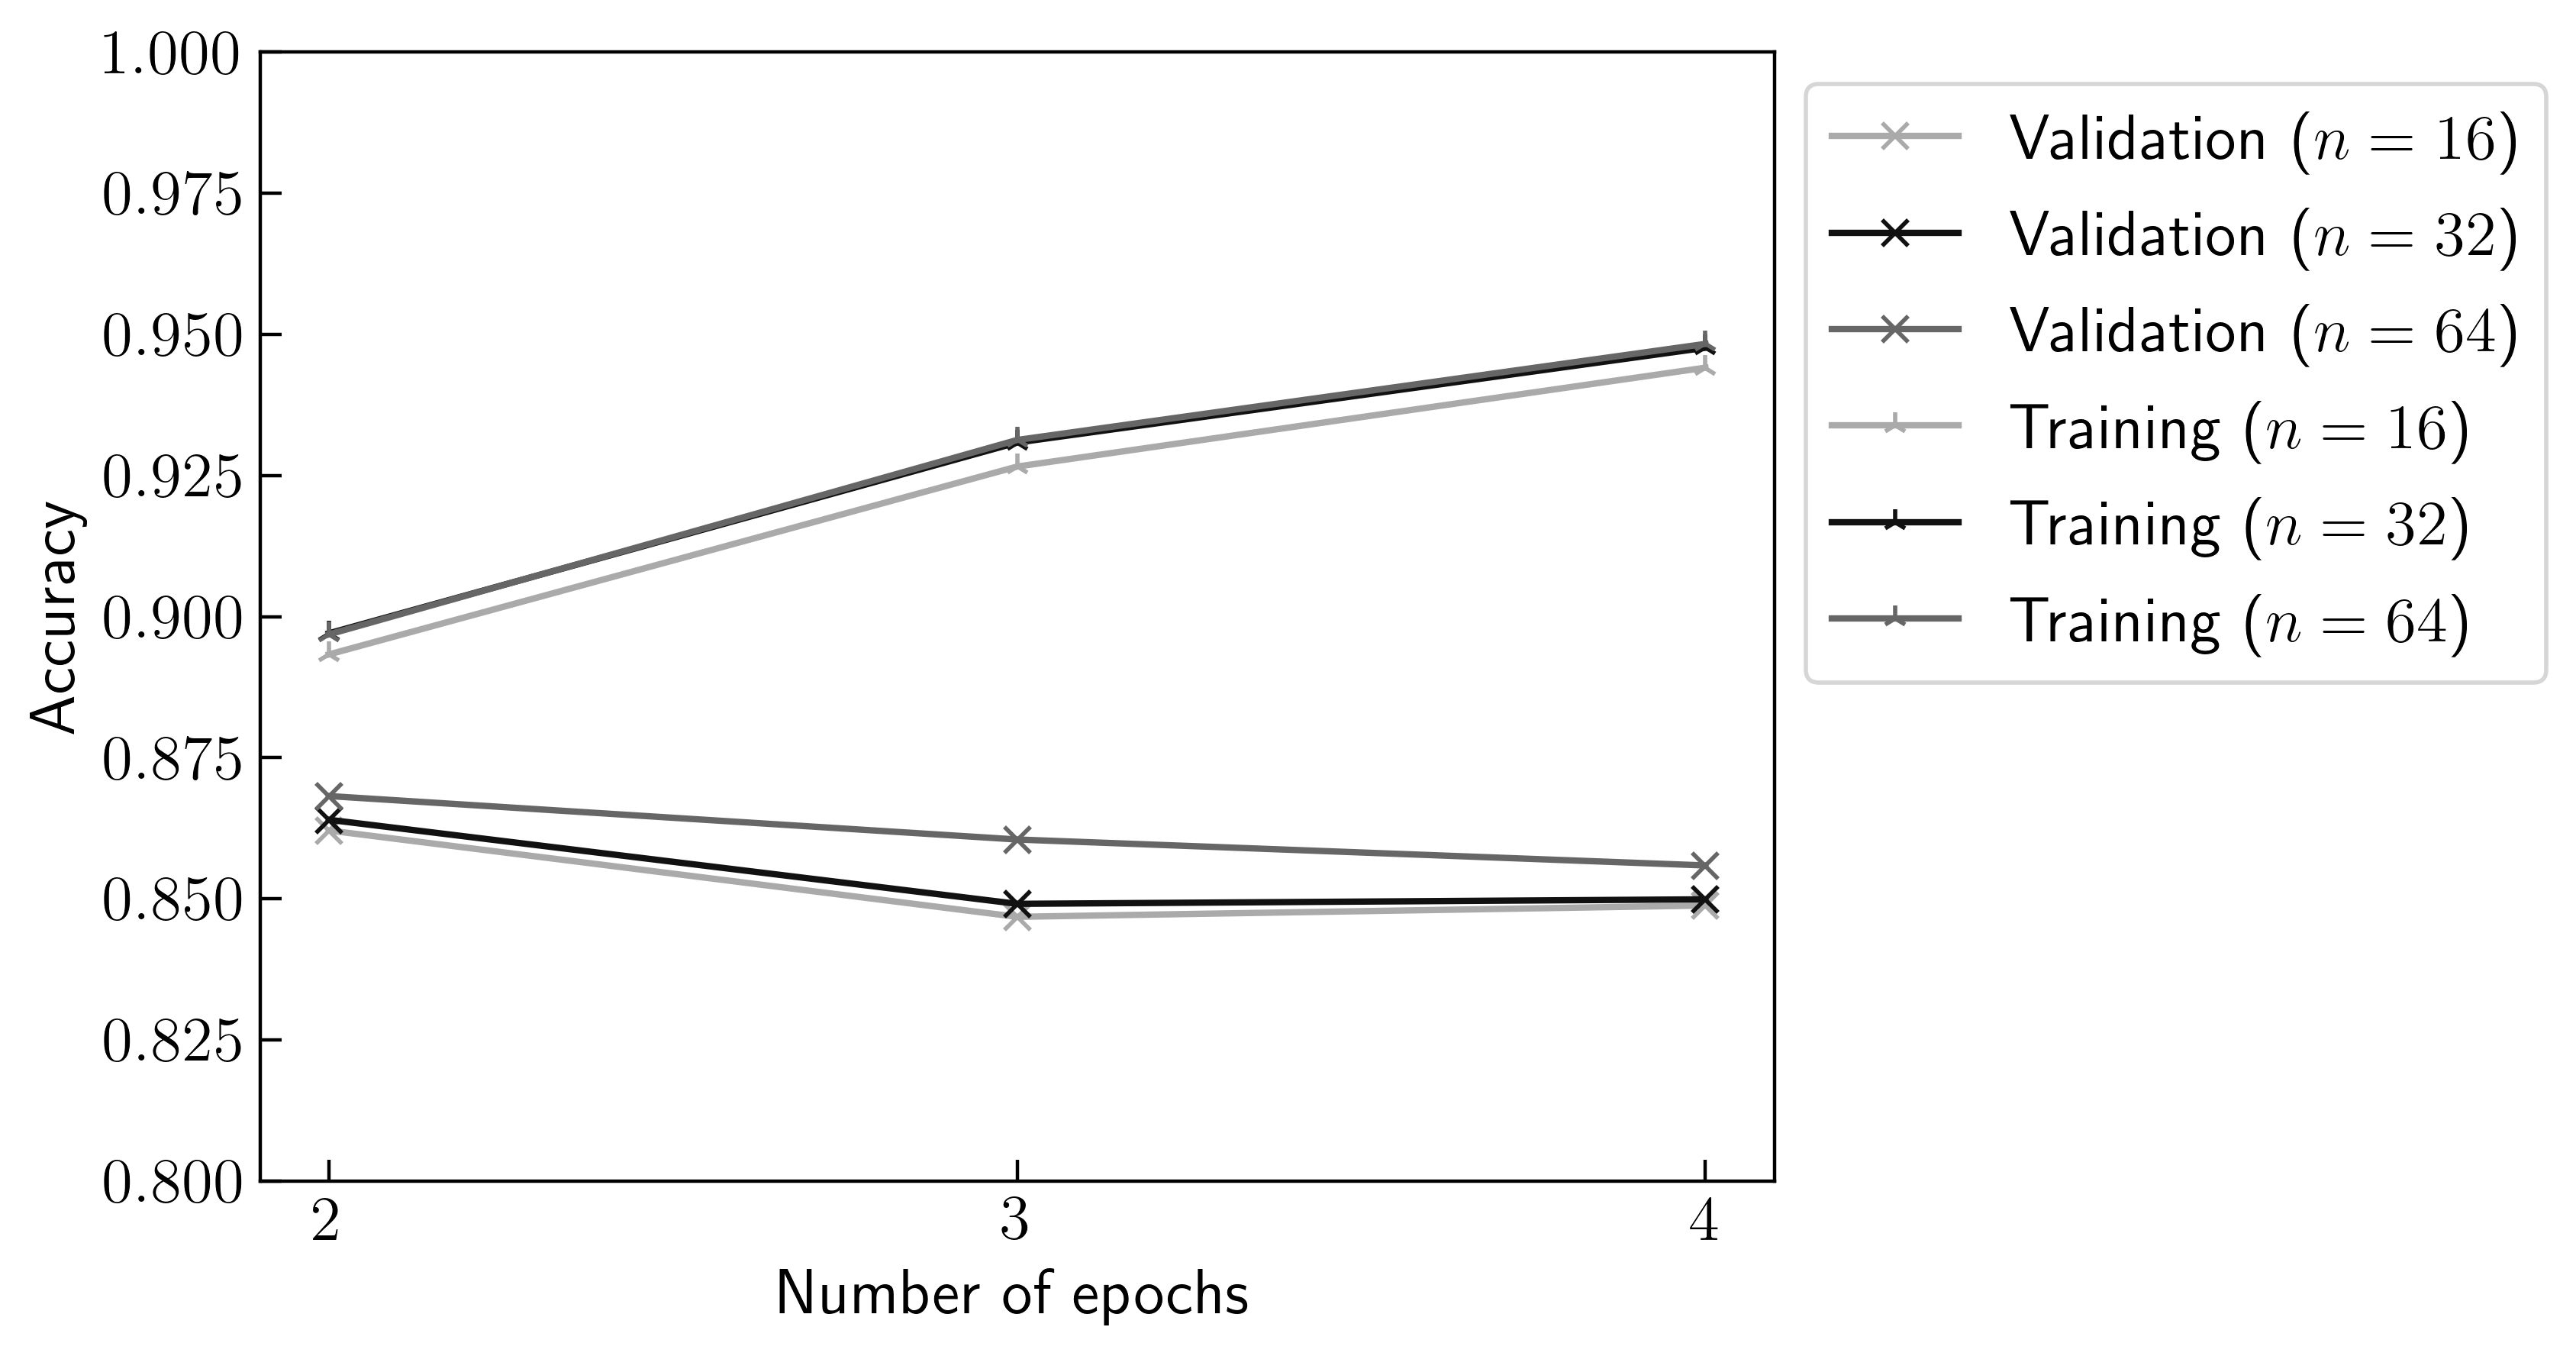 1.000
0.975
0.950
0.925
0.900
0.875
0.850
0.825
0.800
Accuracy
2 3 4
Number of epochs
Validation (n = 16)
Validation (n = 32)
Validation (n = 64)
Training (n = 16)
Training (n = 32)
Training (n = 64)